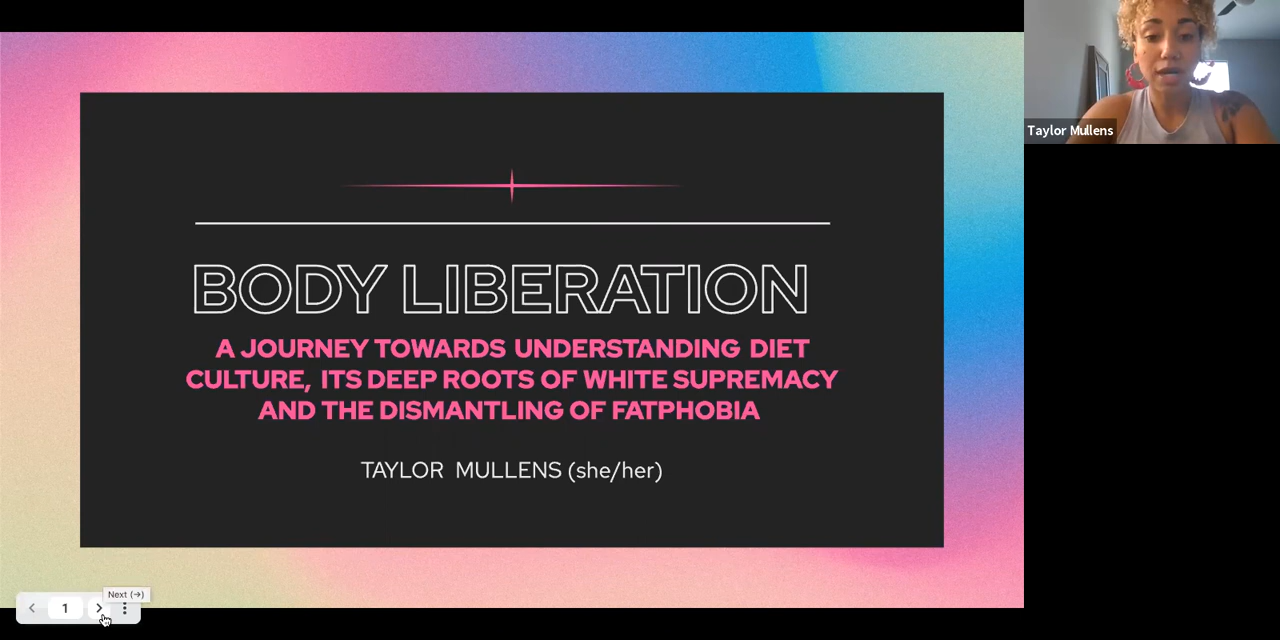 BODY LIBERATION
A JOURNEY TOWARDS UNDERSTANDING DIET
CULTURE, ITS DEEP ROOTS OF WHITE SUPREMACY
AND THE DISMANTLING OF FATPHOBIA
TAYLOR MULLENS (she/her)
Taylor Mullens
Next (→)
1